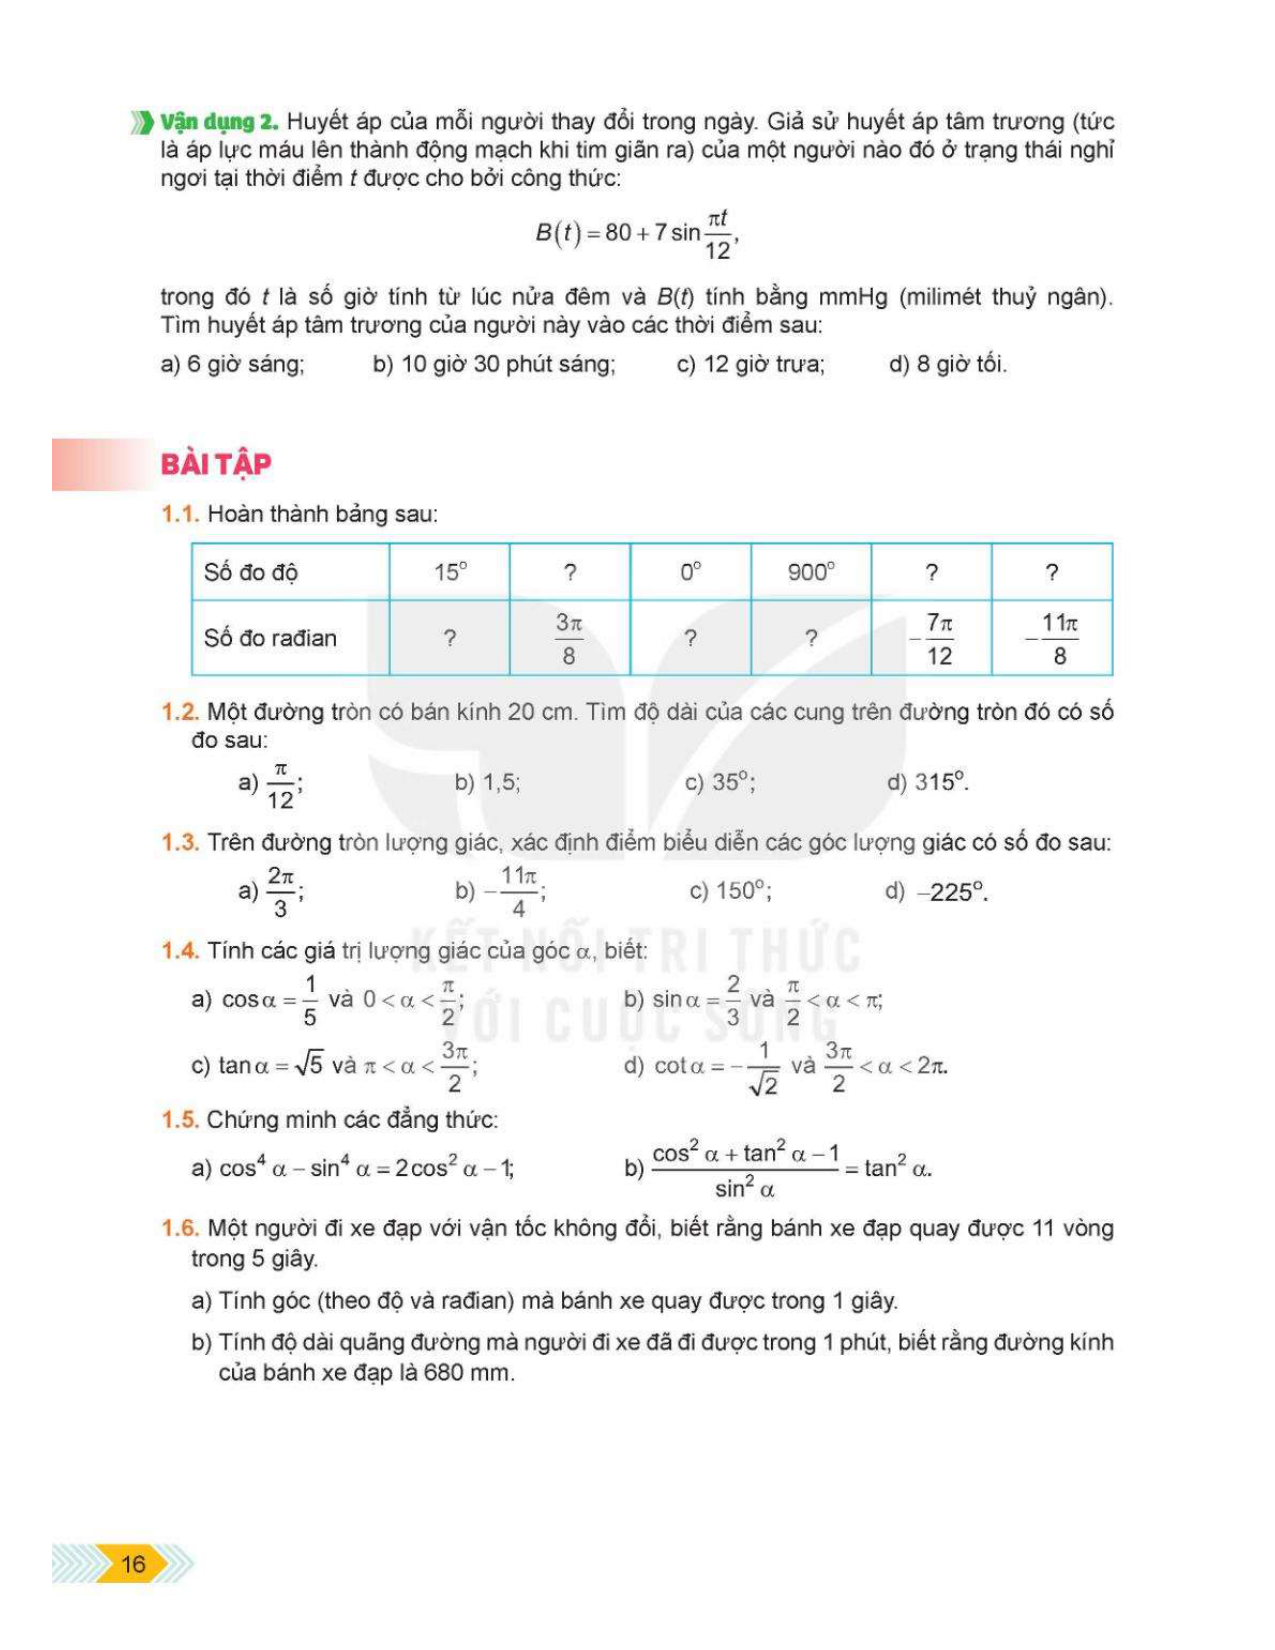 Vận dụng 2. Huyết áp của mỗi người thay đổi trong ngày. Giả sử huyết áp tâm trương (tức
là áp lực máu lên thành động mạch khi tim giãn ra) của một người nào đó ở trạng thái nghỉ
ngơi tại thời điểm t được cho bởi công thức:
B(t) = 80 + 7 sin πt/12,
trong đó t là số giờ tính từ lúc nửa đêm và B(t) tính bằng mmHg (milimét thuỷ ngân).
Tìm huyết áp tâm trương của người này vào các thời điểm sau:
a) 6 giờ sáng; b) 10 giờ 30 phút sáng; c) 12 giờ trưa; d) 8 giờ tối.
BÀI TẬP
1.1. Hoàn thành bảng sau:
Số đo độ 15° ? 0° 900° ? ?
Số đo rađian ? 3π/8 ? ? −7π/12 −11π/8
1.2. Một đường tròn có bán kính 20 cm. Tìm độ dài của các cung trên đường tròn đó có số
đo sau:
a) π/12; b) 1,5; c) 35°; d) 315°.
1.3. Trên đường tròn lượng giác, xác định điểm biểu diễn các góc lượng giác có số đo sau:
a) 2π/3; b) −11π/4; c) 150°; d) −225°.
KẾT NỐI TRI THỨC
1.4. Tính các giá trị lượng giác của góc α, biết:
a) cos α = 1/5 và 0 < α < π/2; b) sin α = 2/3 và π/2 < α < π;
VỚI CUỘC SỐNG
c) tan α = √5 và π < α < 3π/2; d) cot α = −1/√2 và 3π/2 < α < 2π.
1.5. Chứng minh các đẳng thức:
a) cos⁴ α − sin⁴ α = 2cos² α − 1; b) (cos² α + tan² α − 1)/sin² α = tan² α.
1.6. Một người đi xe đạp với vận tốc không đổi, biết rằng bánh xe đạp quay được 11 vòng
trong 5 giây.
a) Tính góc (theo độ và rađian) mà bánh xe quay được trong 1 giây.
b) Tính độ dài quãng đường mà người đi xe đã đi được trong 1 phút, biết rằng đường kính
của bánh xe đạp là 680 mm.
16